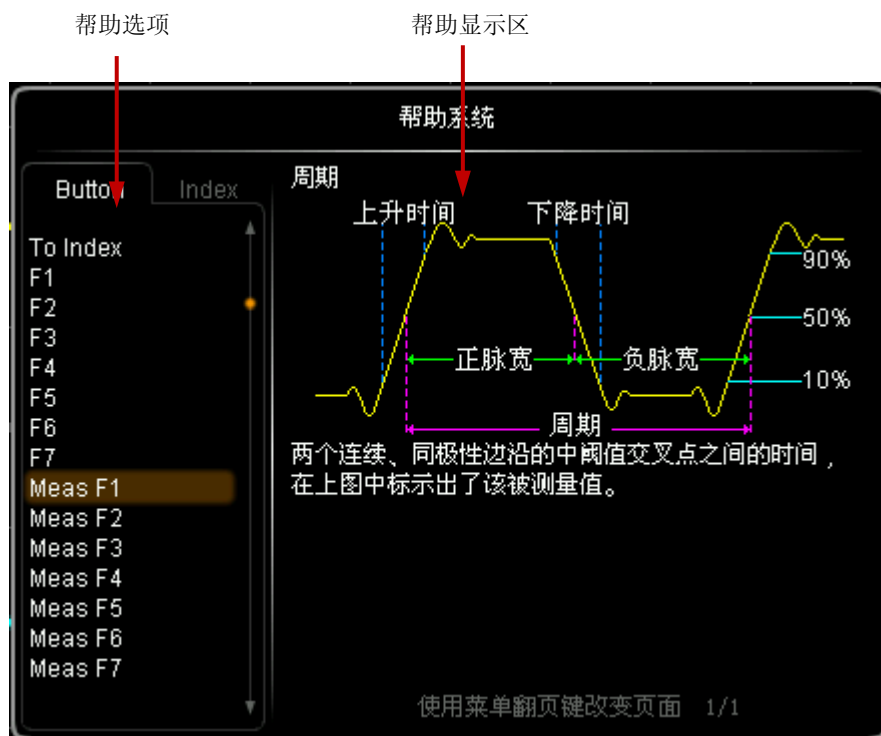 帮助选项
帮助显示区
帮助系统
Button
Index
To Index
F1
F2
F3
F4
F5
F6
F7
Meas F1
Meas F2
Meas F3
Meas F4
Meas F5
Meas F6
Meas F7
周期
上升时间
下降时间
90%
50%
正脉宽
负脉宽
10%
周期
两个连续、同极性边沿的中阈值交叉点之间的时间，
在上图中标示出了该被测量值。
使用菜单翻页键改变页面 1/1